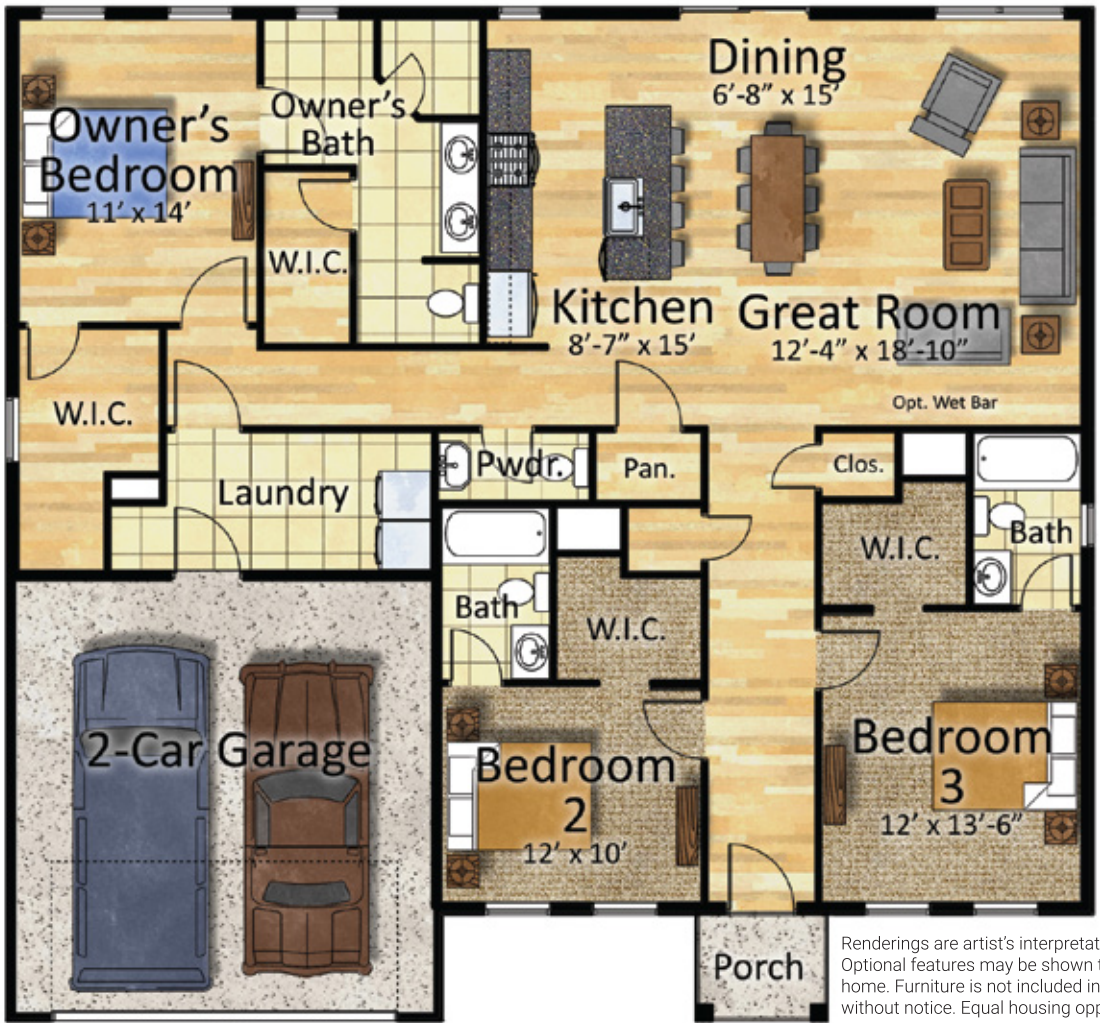 Owner's
Bedroom
11' x 14'
Owner's
Bath
W.I.C.
Dining
6'-8" x 15'
Kitchen
8'-7" x 15'
Great Room
12'-4" x 18'-10"
Opt. Wet Bar
W.I.C.
Laundry
Pwdr.
Pan.
Clos.
W.I.C.
Bath
Bath
W.I.C.
2-Car Garage
Bedroom
2
12' x 10'
Bedroom
3
12' x 13'-6"
Porch
Renderings are artist's
Optional features may be shown
home. Furniture is not included in
without notice. Equal housing